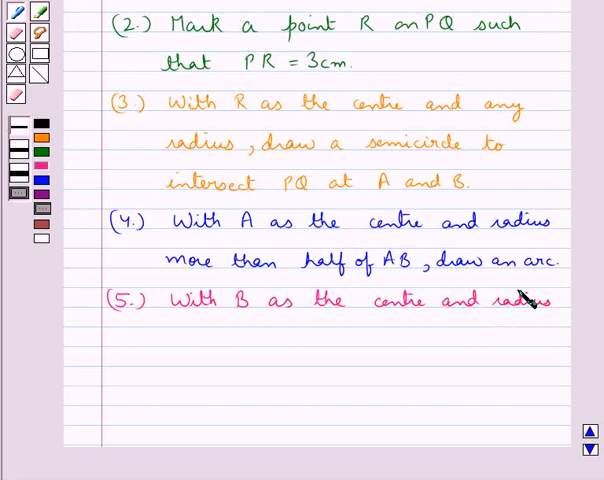 (2.) Mark a point R on PQ such
that PR = 3cm.
(3.) With R as the centre and any
radius, draw a semicircle to
intersect PQ at A and B.
(4.) With A as the centre and radius
more than half of AB, draw an arc.
(5.) With B as the centre and radius